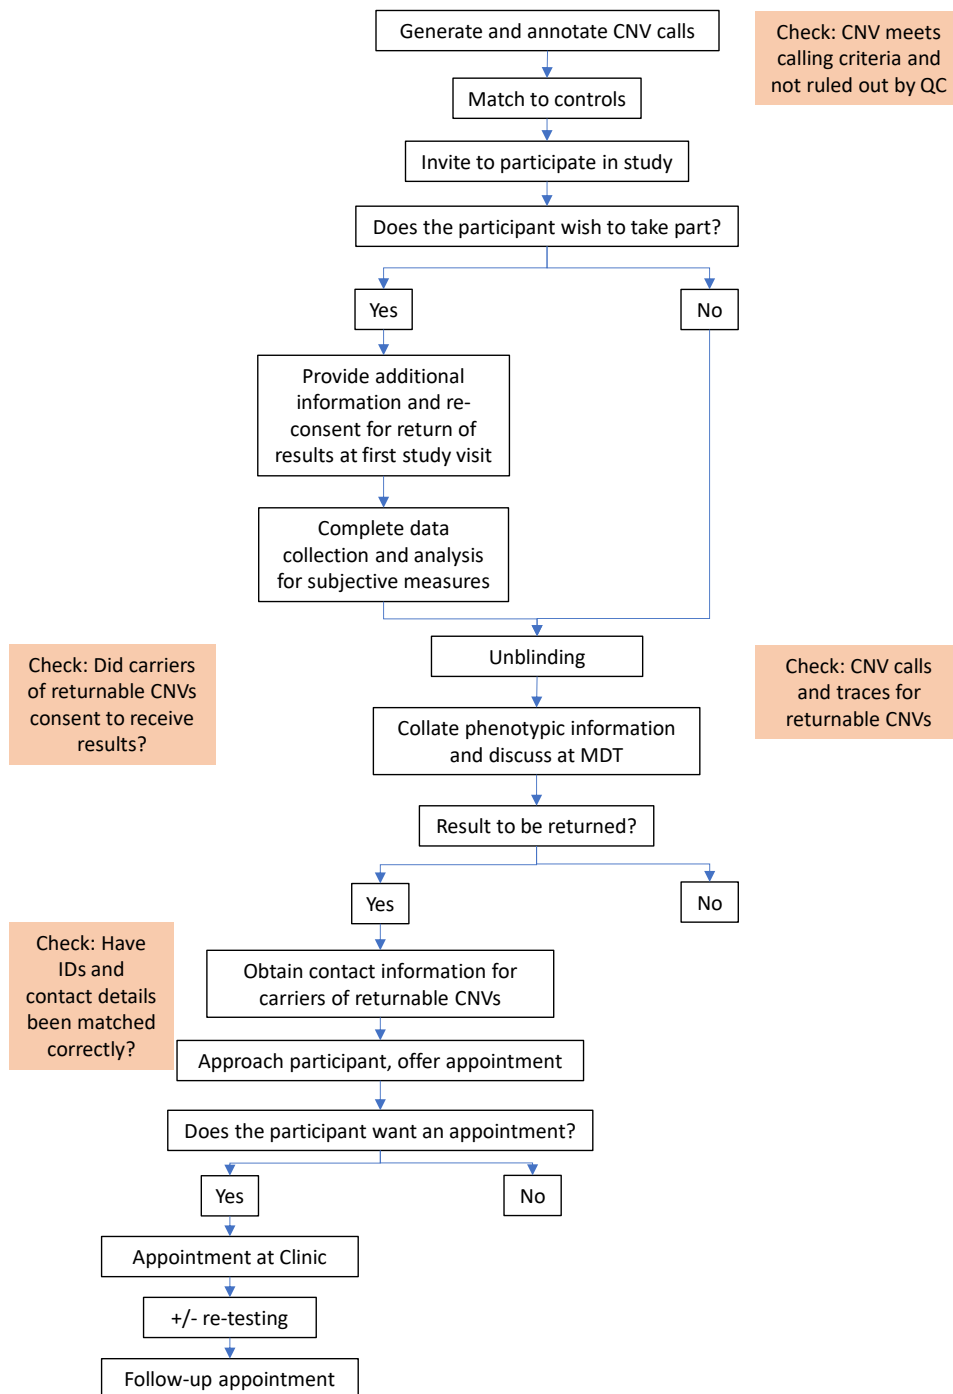 Generate and annotate CNV calls
Check: CNV meets
calling criteria and
not ruled out by QC
Match to controls
Invite to participate in study
Does the participant wish to take part?
Yes
No
Provide additional
information and re-
consent for return of
results at first study visit
Complete data
collection and analysis
for subjective measures
Unblinding
Check: Did carriers
of returnable CNVs
consent to receive
results?
Check: CNV calls
and traces for
returnable CNVs
Collate phenotypic information
and discuss at MDT
Result to be returned?
Yes
No
Check: Have
IDs and
contact details
been matched
correctly?
Obtain contact information for
carriers of returnable CNVs
Approach participant, offer appointment
Does the participant want an appointment?
Yes
No
Appointment at Clinic
+/- re-testing
Follow-up appointment